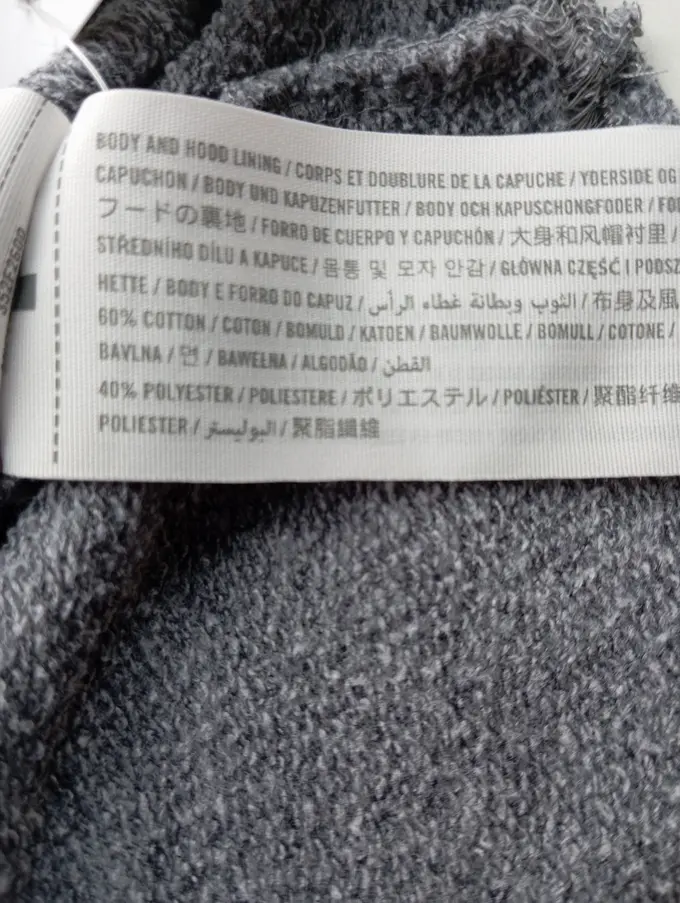 BODY AND HOOD LINING / CORPS ET DOUBLURE DE LA CAPUCHE / YDERSIDE OG
CAPUCHON / BODY UND KAPUZENFUTTER / BODY OCH KAPUSCHONGFODER / FOD
フードの裏地 / FORRO DE CUERPO Y CAPUCHÓN / 大身和风帽衬里 /
STŘEDNÍHO DÍLU A KAPUCE / 몸통 및 모자 안감 / GŁÓWNA CZĘŚĆ I PODSZ
HETTE / BODY E FORRO DO CAPUZ / الثوب وبطانة غطاء الرأس / 布身及風
60% COTTON / COTON / BOMULD / KATOEN / BAUMWOLLE / BOMULL / COTONE /
BAVLNA / 면 / BAWEŁNA / ALGODÃO / القطن
40% POLYESTER / POLIESTERE / ポリエステル / POLIÉSTER / 聚酯纤维
POLIESTER / البوليستر / 聚脂纖維